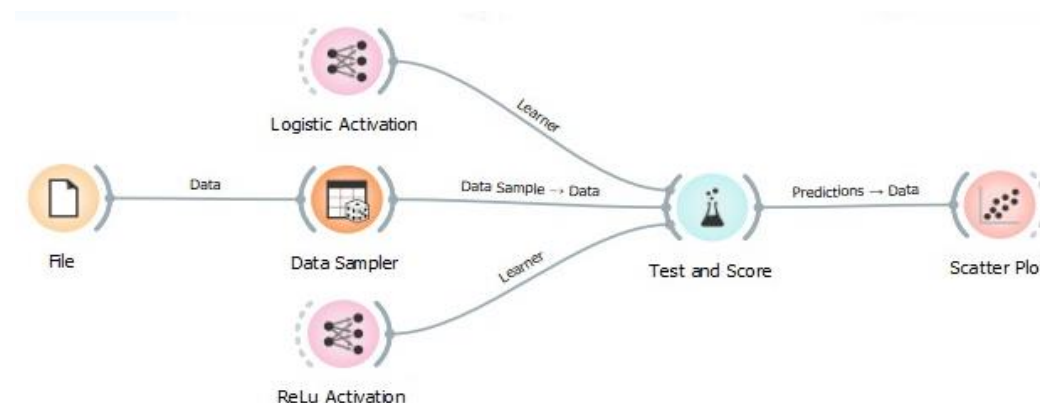 Learner
Logistic Activation
Data
Data Sample → Data
Predictions → Data
File
Data Sampler
Learner
Test and Score
Scatter Plo
ReLu Activation